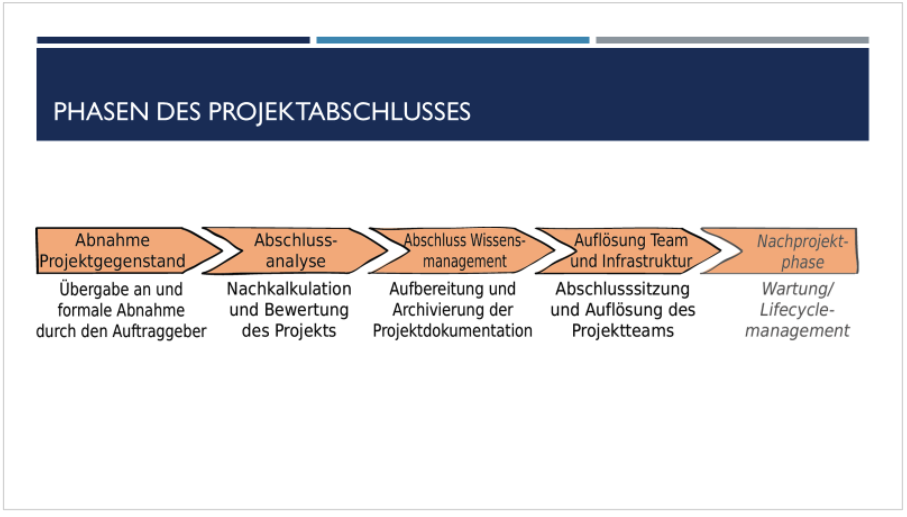 PHASEN DES PROJEKTABSCHLUSSES
Abnahme
Projektgegenstand
Übergabe an und
formale Abnahme
durch den Auftraggeber
Abschluss-
analyse
Nachkalkulation
und Bewertung
des Projekts
Abschluss Wissens-
management
Aufbereitung und
Archivierung der
Projektdokumentation
Auflösung Team
und Infrastruktur
Abschlusssitzung
und Auflösung des
Projektteams
Nachprojekt-
phase
Wartung/
Lifecycle-
management